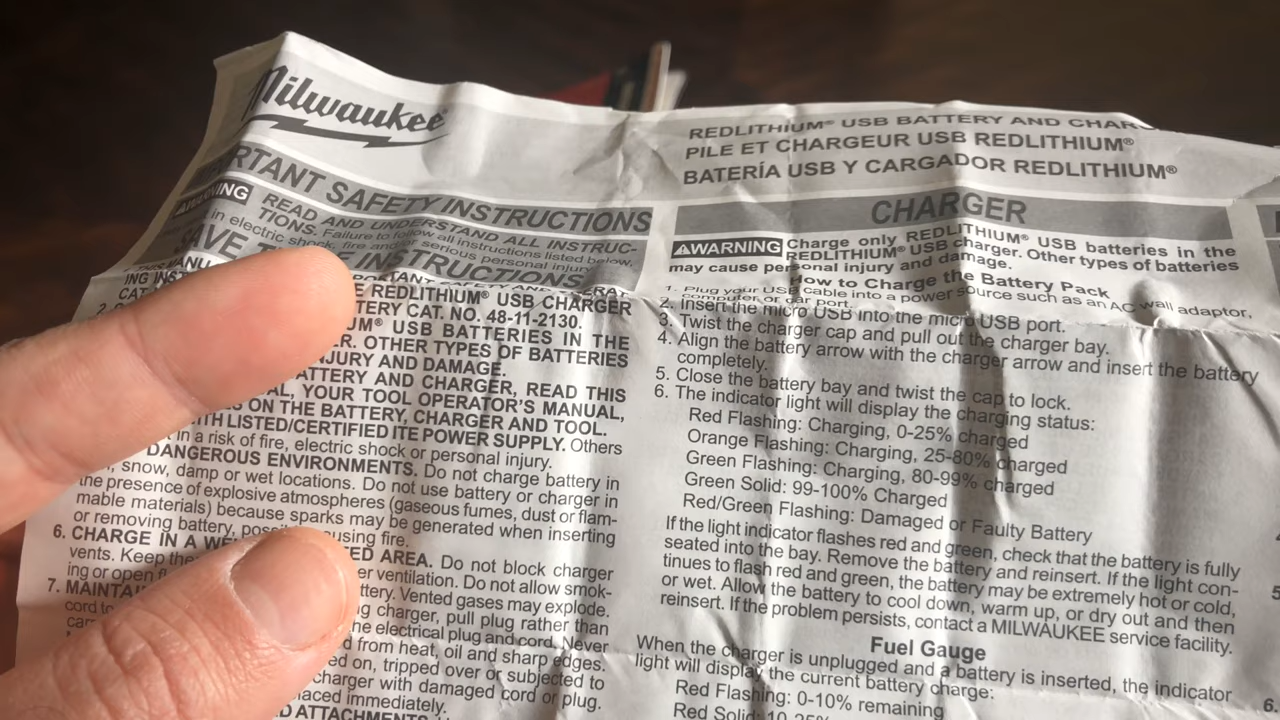 Milwaukee
REDLITHIUM® USB BATTERY AND
PILE ET CHARGEUR USB REDLITHIUM®
BATERÍA USB Y CARGADOR REDLITHIUM®
SAFETY INSTRUCTIONS
WARNING READ AND UNDERSTAND ALL INSTRUC-
TIONS. Failure to follow all instructions listed below,
in electric shock, fire and/or serious personal injury.
SAVE INSTRUCTIONS
ING
CAT
REDLITHIUM® USB CHARGER
CAT. NO. 48-11-2130.
USB BATTERIES IN THE
OTHER TYPES OF BATTERIES
AND DAMAGE.
AND CHARGER, READ THIS
YOUR TOOL OPERATOR'S MANUAL,
ON THE BATTERY, CHARGER AND TOOL.
LISTED/CERTIFIED ITE POWER SUPPLY. Others
in a risk of fire, electric shock or personal injury.
DANGEROUS ENVIRONMENTS. Do not charge battery in
snow, damp or wet locations. Do not use battery or charger in
the presence of explosive atmospheres (gaseous fumes, dust or flam-
mable materials) because sparks may be generated when inserting
or removing battery, fire.
6. CHARGE IN A AREA. Do not block charger
vents. Keep ventilation. Do not allow smok-
ing or open Vented gases may explode.
7. charger, pull plug rather than
cord the electrical plug and cord. Never
from heat, oil and sharp edges.
on, tripped over or subjected to
charger with damaged cord or plug.
immediately.
ATTACHMENTS
CHARGER
WARNING Charge only REDLITHIUM® USB batteries in the
REDLITHIUM® USB charger. Other types of batteries
may cause personal injury and damage.
How to Charge the Battery Pack
1. Plug your USB cable into a power source such as an AC wall adaptor,
computer or car port.
2. Insert the micro USB into the micro USB port.
3. Twist the charger cap and pull out the charger bay.
4. Align the battery arrow with the charger arrow and insert the battery
completely.
5. Close the battery bay and twist the cap to lock.
6. The indicator light will display the charging status:
Red Flashing: Charging, 0-25% charged
Orange Flashing: Charging, 25-80% charged
Green Flashing: Charging, 80-99% charged
Green Solid: 99-100% Charged
Red/Green Flashing: Damaged or Faulty Battery
If the light indicator flashes red and green, check that the battery is fully
seated into the bay. Remove the battery and reinsert. If the light con-
tinues to flash red and green, the battery may be extremely hot or cold,
or wet. Allow the battery to cool down, warm up, or dry out and then
reinsert. If the problem persists, contact a MILWAUKEE service facility.
Fuel Gauge
When the charger is unplugged and a battery is inserted, the indicator
light will display the current battery charge:
Red Flashing: 0-10% remaining
Red Solid: 10-25%
5
6.